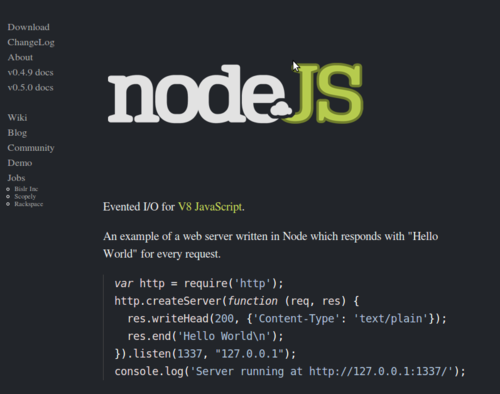 Download
ChangeLog
About
v0.4.9 docs
v0.5.0 docs
Wiki
Blog
Community
Demo
Jobs
Bislr Inc
Scopely
Rackspace
nodeJS
Evented I/O for V8 JavaScript.
An example of a web server written in Node which responds with "Hello
World" for every request.
var http = require('http');
http.createServer(function (req, res) {
  res.writeHead(200, {'Content-Type': 'text/plain'});
  res.end('Hello World\n');
}).listen(1337, "127.0.0.1");
console.log('Server running at http://127.0.0.1:1337/');